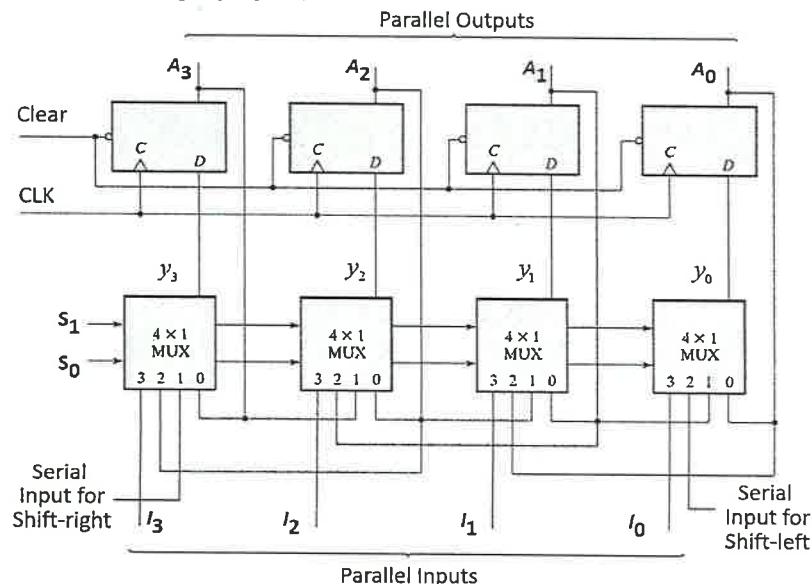 Parallel Outputs
A3 A2 A1 A0
Clear
C D C D C D C D
CLK
y3 y2 y1 y0
S1
4 × 1 4 × 1 4 × 1 4 × 1
MUX MUX MUX MUX
S0
3 2 1 0 3 2 1 0 3 2 1 0 3 2 1 0
Serial
Input for
Shift-right
I3 I2 I1 I0
Serial
Input for
Shift-left
Parallel Inputs